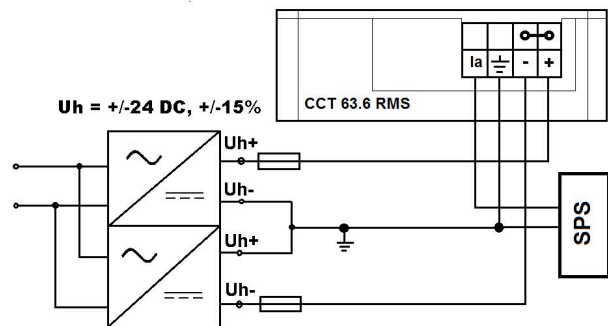 Ia - +
CCT 63.6 RMS
Uh = +/-24 DC, +/-15%
Uh+
Uh-
Uh+
Uh-
SPS